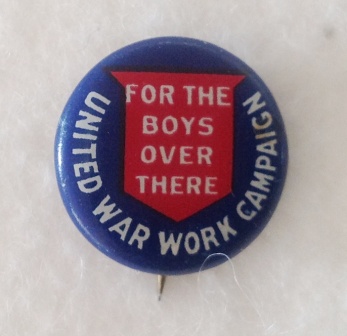 FOR THE
BOYS
OVER
THERE
UNITED WAR WORK CAMPAIGN